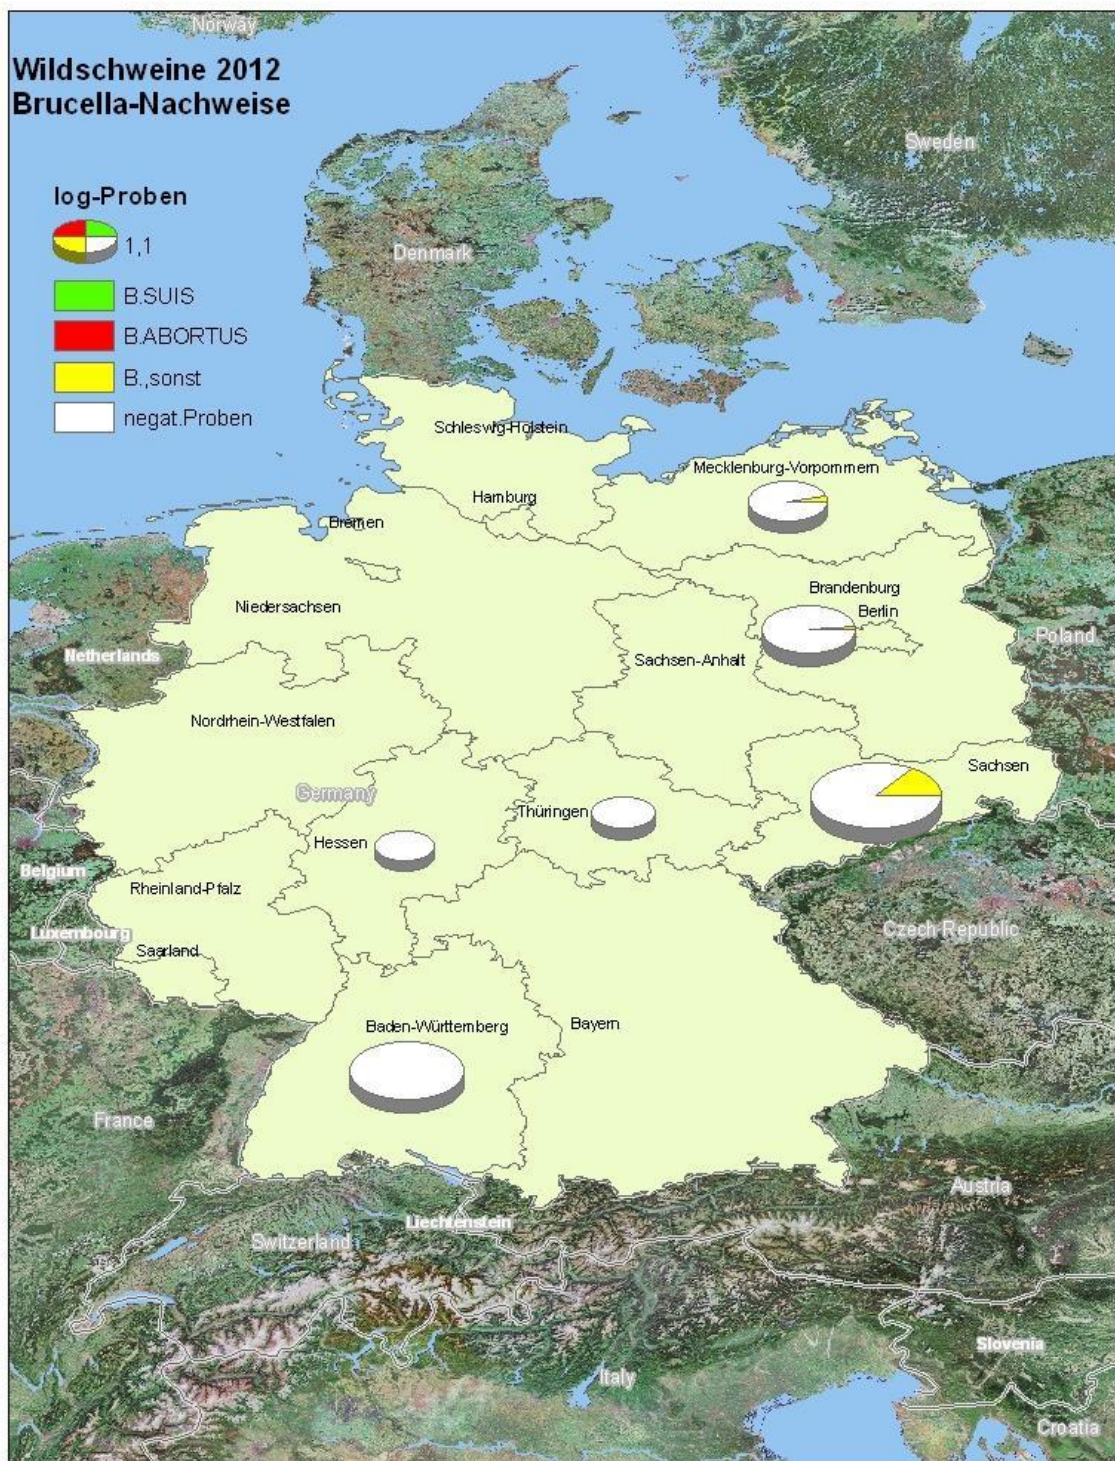 Norway
Wildschweine 2012
Brucella-Nachweise
Sweden
log-Proben
1,1
Denmark
B.SUIS
B.ABORTUS
B.,sonst
negat.Proben
Schleswig-Holstein
Mecklenburg-Vorpommern
Hamburg
Bremen
Brandenburg
Niedersachsen
Berlin
Poland
Netherlands
Sachsen-Anhalt
Nordrhein-Westfalen
Sachsen
Germany
Thüringen
Hessen
Belgium
Rheinland-Pfalz
Luxembourg
Czech Republic
Saarland
Baden-Württemberg
Bayern
France
Austria
Liechtenstein
Switzerland
Slovenia
Italy
Croatia